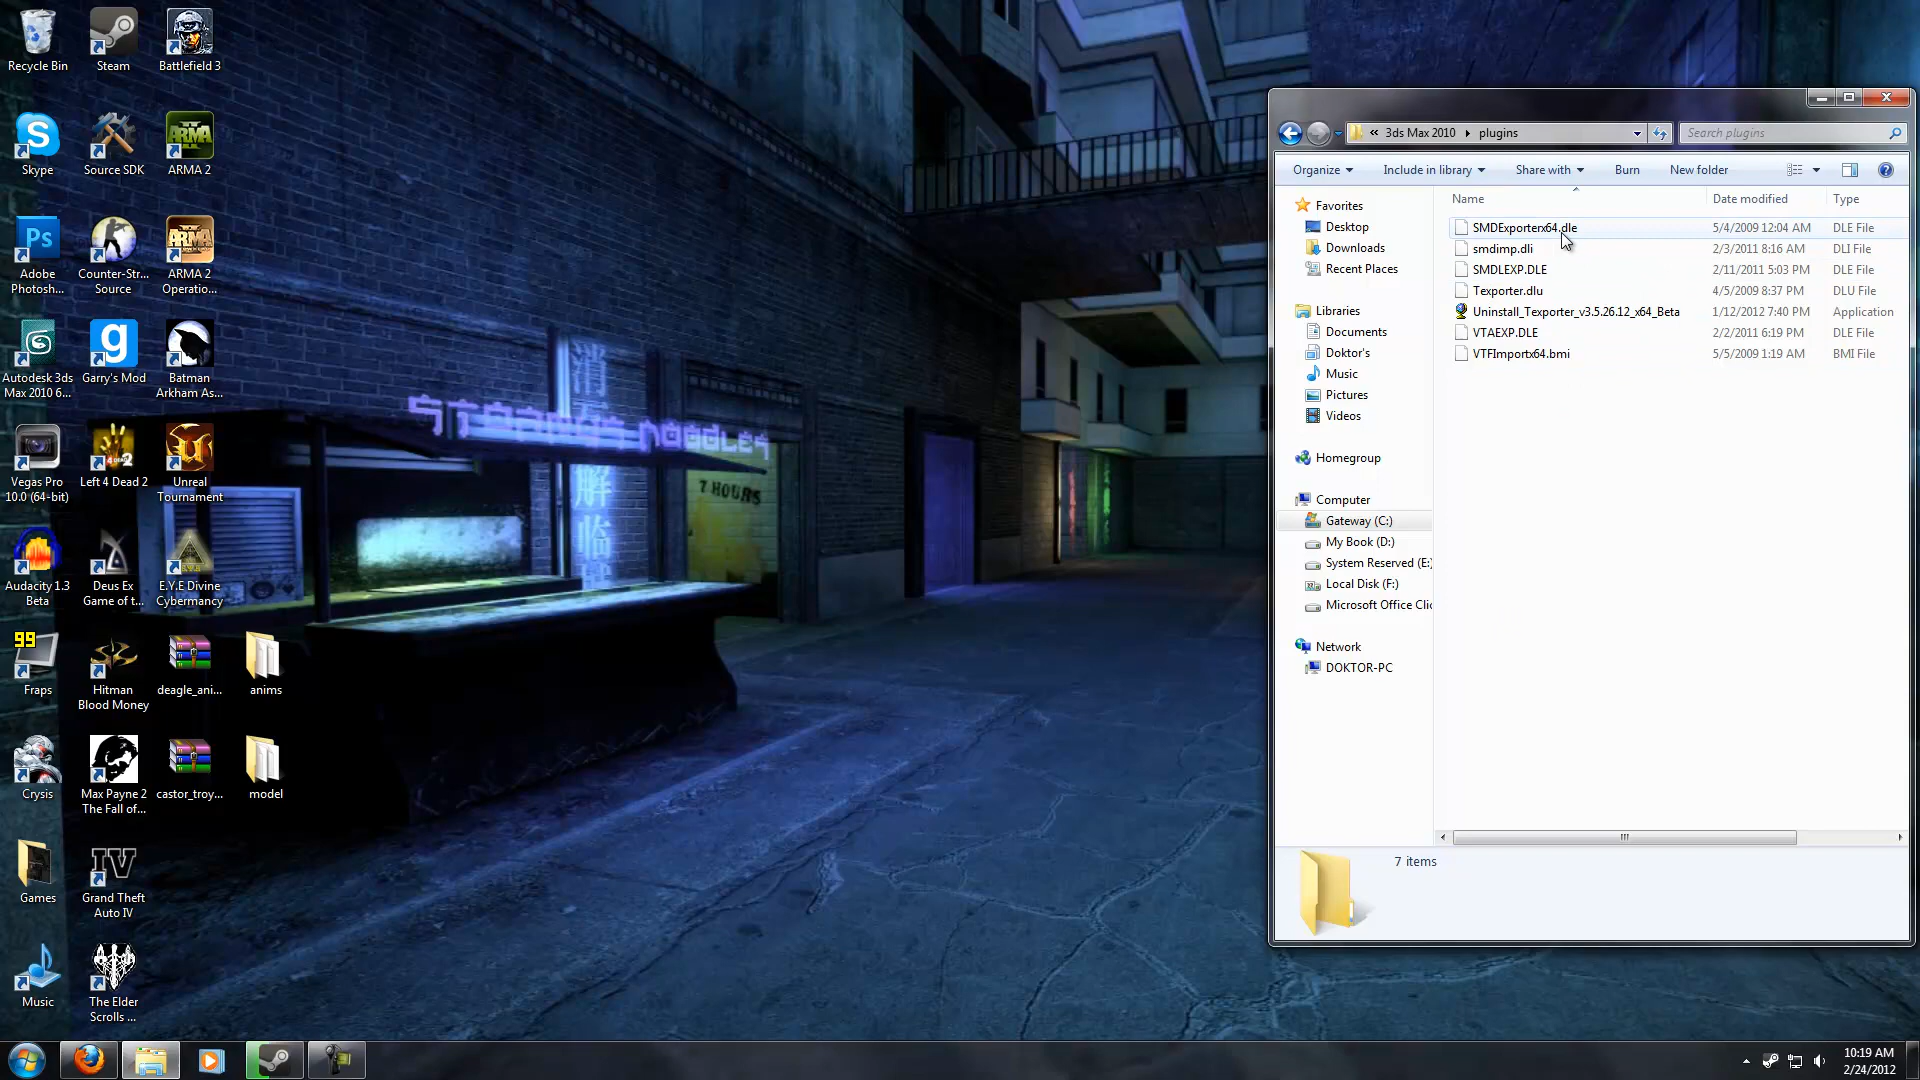 Recycle Bin
Steam
Battlefield 3
Skype
Source SDK
ARMA 2
Adobe
Photosh...
Counter-Str...
Source
ARMA 2
Operatio...
Autodesk 3ds
Max 2010 6...
Garry's Mod
Batman
Arkham As...
Vegas Pro
10.0 (64-bit)
Left 4 Dead 2
Unreal
Tournament
Audacity 1.3
Beta
Deus Ex
Game of t...
E.Y.E Divine
Cybermancy
99
Fraps
Hitman
Blood Money
deagle_ani...
anims
Crysis
Max Payne 2
The Fall of...
castor_troy...
model
Games
Grand Theft
Auto IV
Music
The Elder
Scrolls ...
7 HOURS
3ds Max 2010
plugins
Search plugins
Organize
Include in library
Share with
Burn
New folder
Favorites
Desktop
Downloads
Recent Places
Libraries
Documents
Doktor's
Music
Pictures
Videos
Homegroup
Computer
Gateway (C:)
My Book (D:)
System Reserved (E:
Local Disk (F:)
Microsoft Office Clic
Network
DOKTOR-PC
Name Date modified Type
SMDExporterx64.dle 5/4/2009 12:04 AM DLE File
smdimp.dli 2/3/2011 8:16 AM DLI File
SMDLEXP.DLE 2/11/2011 5:03 PM DLE File
Texporter.dlu 4/5/2009 8:37 PM DLU File
Uninstall_Texporter_v3.5.26.12_x64_Beta 1/12/2012 7:40 PM Application
VTAEXP.DLE 2/2/2011 6:19 PM DLE File
VTFImportx64.bmi 5/5/2009 1:19 AM BMI File
7 items
10:19 AM
2/24/2012